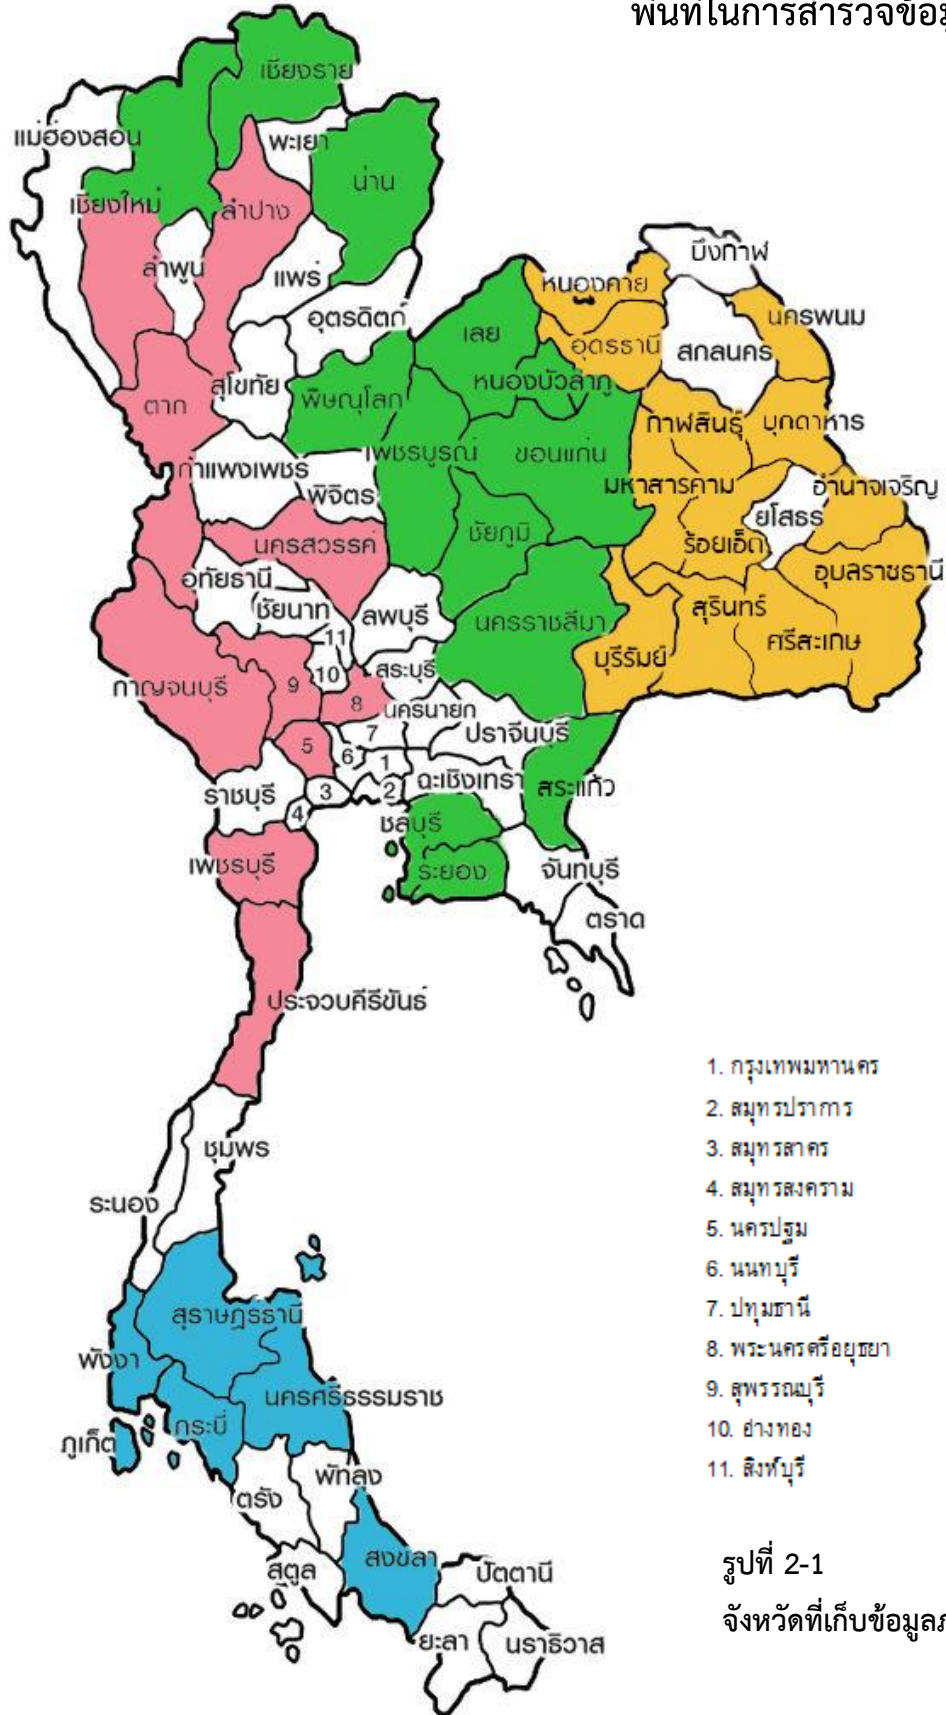 พื้นที่ในการสำรวจข้อมู
เชียงราย
แม่ฮ่องสอน
พะเยา
น่าน
เชียงใหม่
ลำปาง
ลำพูน
แพร่
อุตรดิตถ์
บึงกาฬ
หนองคาย
นครพนม
เลย
อุดรธานี
สกลนคร
สุโขทัย
หนองบัวลำภู
ตาก
พิษณุโลก
กาฬสินธุ์
มุกดาหาร
เพชรบูรณ์
ขอนแก่น
กำแพงเพชร
พิจิตร
มหาสารคาม
อำนาจเจริญ
ยโสธร
นครสวรรค์
ชัยภูมิ
ร้อยเอ็ด
อุทัยธานี
อุบลราชธานี
ชัยนาท
ลพบุรี
นครราชสีมา
สุรินทร์
11
ศรีสะเกษ
บุรีรัมย์
สระบุรี
กาญจนบุรี
9
10
8
นครนายก
ปราจีนบุรี
7
5
6
1
ฉะเชิงเทรา
สระแก้ว
ราชบุรี
3
2
4
ชลบุรี
เพชรบุรี
ระยอง
จันทบุรี
ตราด
ประจวบคีรีขันธ์
1. กรุงเทพมหานคร
2. สมุทรปราการ
3. สมุทรสาคร
4. สมุทรสงคราม
5. นครปฐม
6. นนทบุรี
7. ปทุมธานี
8. พระนครศรีอยุธยา
9. สุพรรณบุรี
10. อ่างทอง
11. สิงห์บุรี
ชุมพร
ระนอง
สุราษฎร์ธานี
พังงา
นครศรีธรรมราช
กระบี่
ภูเก็ต
พัทลุง
ตรัง
สงขลา
สตูล
ปัตตานี
ยะลา
นราธิวาส
รูปที่ 2-1
จังหวัดที่เก็บข้อมูลภ